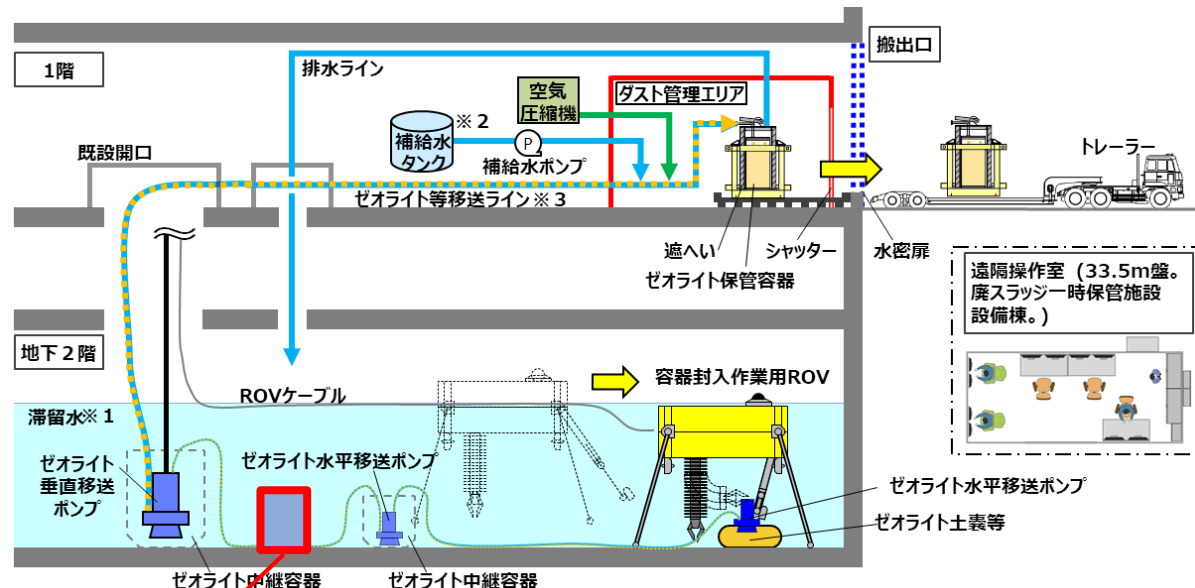 1階
排水ライン
搬出口
空気
圧縮機
ダスト管理エリア
※2
補給水
タンク
P
補給水ポンプ
既設開口
トレーラー
ゼオライト等移送ライン※3
遮へい
シャッター
水密扉
ゼオライト保管容器
遠隔操作室 (33.5m盤。
廃スラッジ一時保管施設
設備棟。)
地下2階
ROVケーブル
容器封入作業用ROV
滞留水※1
ゼオライト
垂直移送
ポンプ
ゼオライト水平移送ポンプ
ゼオライト水平移送ポンプ
ゼオライト土嚢等
ゼオライト中継容器
ゼオライト中継容器